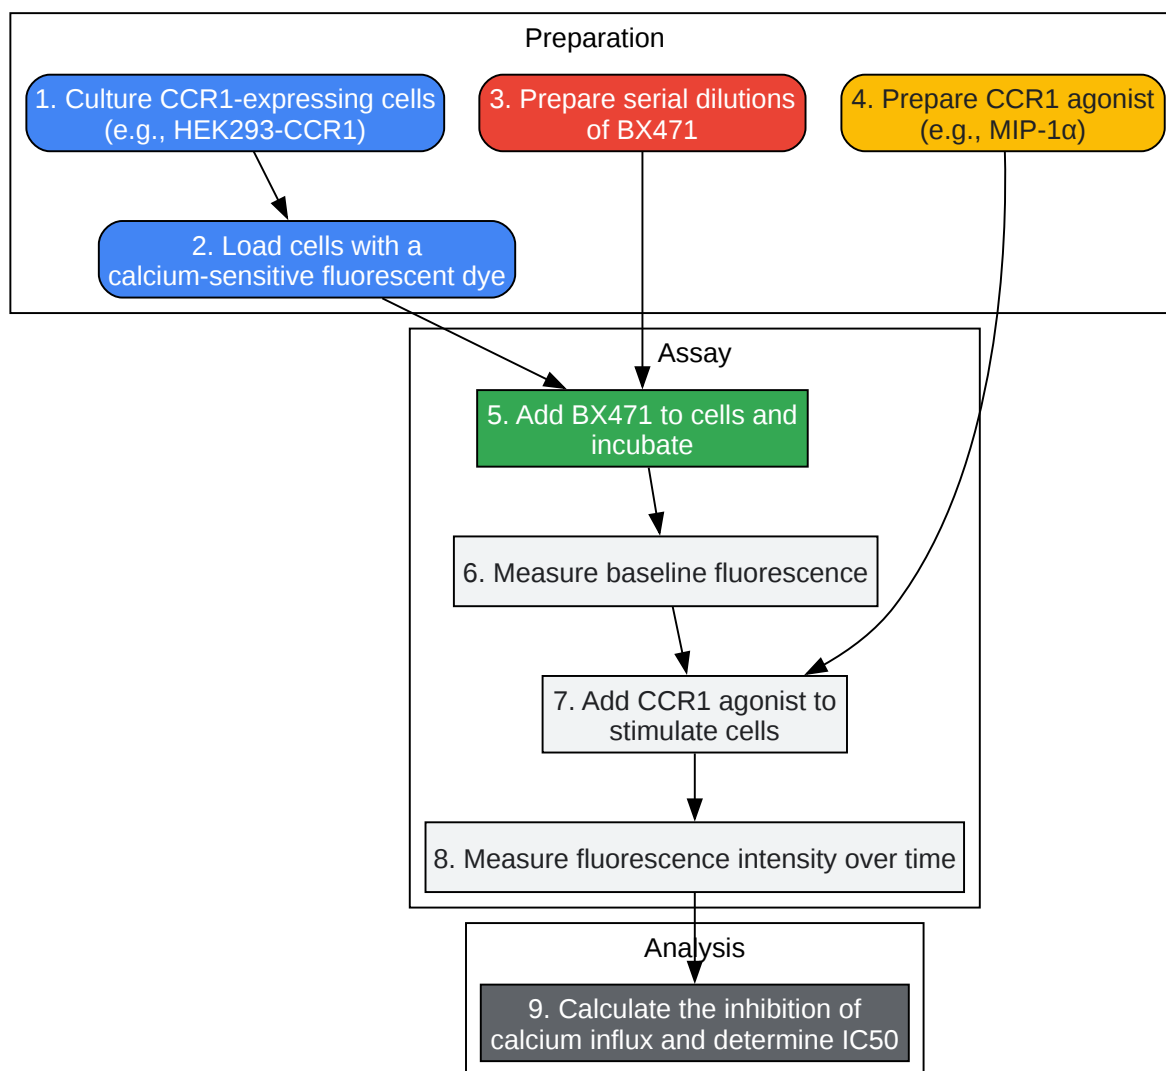 Preparation
1. Culture CCR1-expressing cells
(e.g., HEK293-CCR1)
3. Prepare serial dilutions
of BX471
4. Prepare CCR1 agonist
(e.g., MIP-1α)
2. Load cells with a
calcium-sensitive fluorescent dye
Assay
5. Add BX471 to cells and
incubate
6. Measure baseline fluorescence
7. Add CCR1 agonist to
stimulate cells
8. Measure fluorescence intensity over time
Analysis
9. Calculate the inhibition of
calcium influx and determine IC50